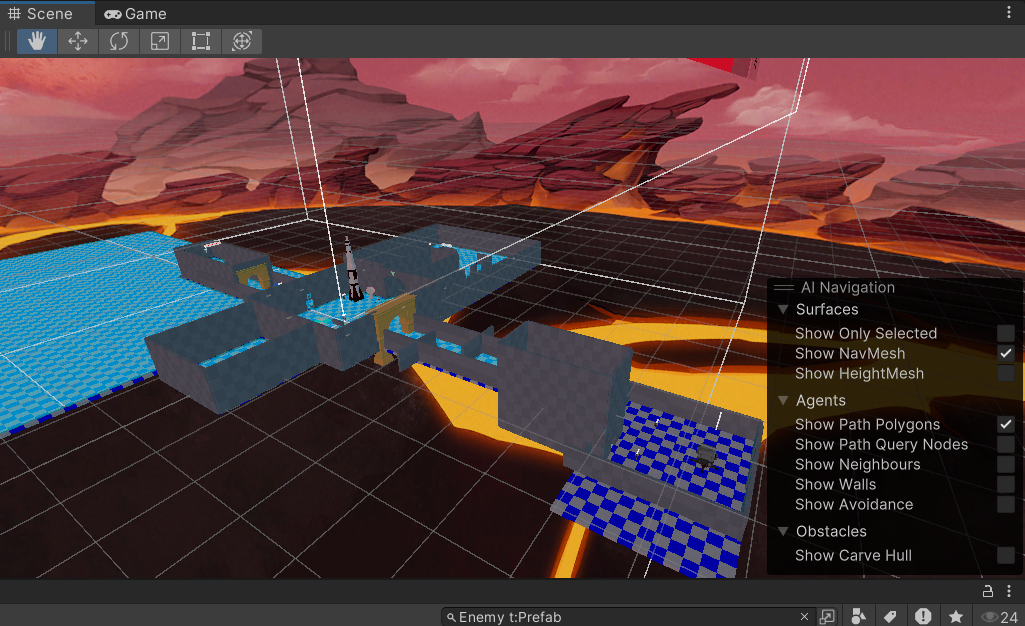 Scene Game
AI Navigation
Surfaces
Show Only Selected
Show NavMesh
Show HeightMesh
Agents
Show Path Polygons
Show Path Query Nodes
Show Neighbours
Show Walls
Show Avoidance
Obstacles
Show Carve Hull
Enemy t:Prefab
24